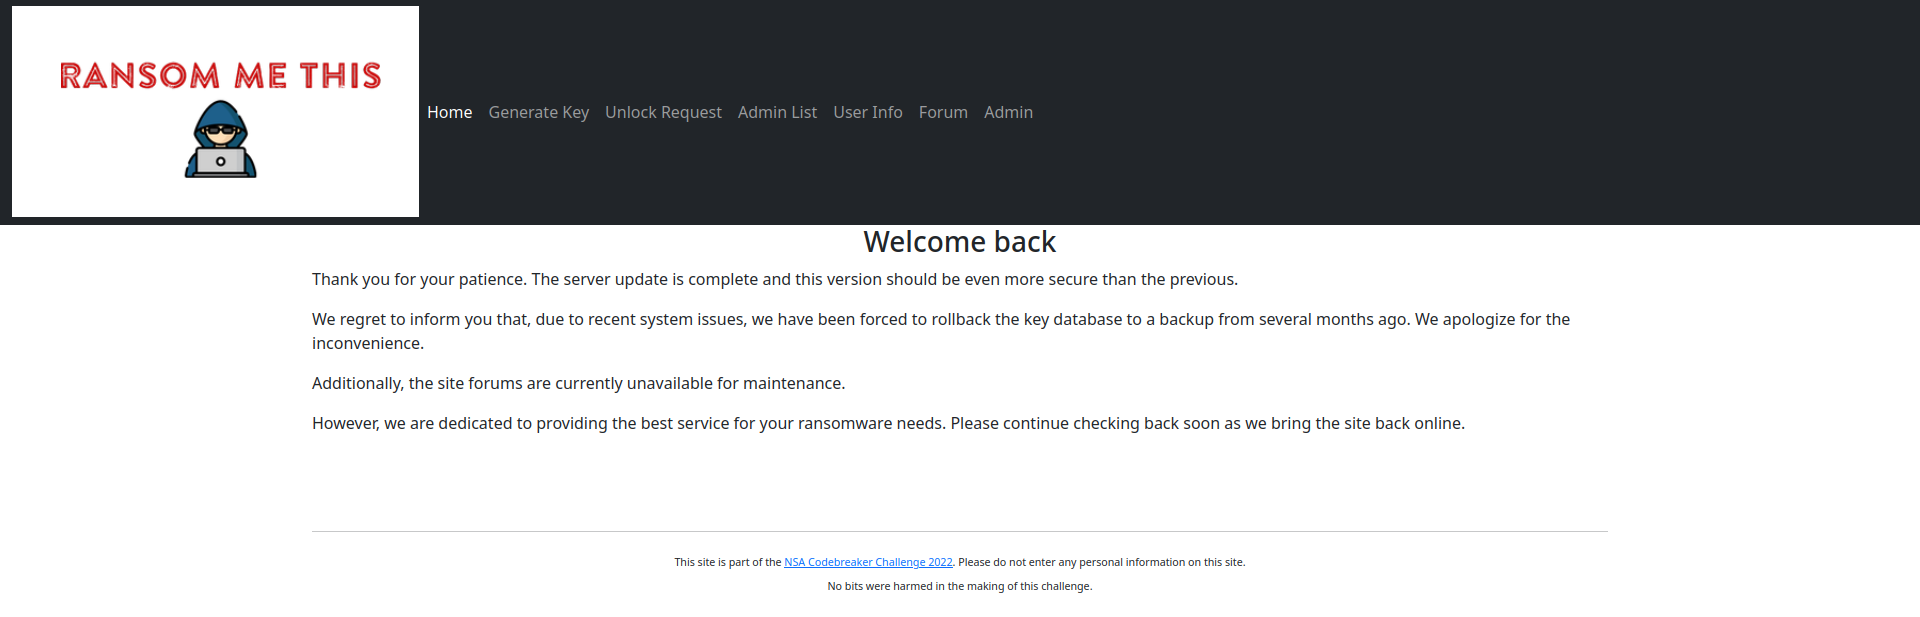 RANSOM ME THIS
Home Generate Key Unlock Request Admin List User Info Forum Admin
Welcome back
Thank you for your patience. The server update is complete and this version should be even more secure than the previous.
We regret to inform you that, due to recent system issues, we have been forced to rollback the key database to a backup from several months ago. We apologize for the
inconvenience.
Additionally, the site forums are currently unavailable for maintenance.
However, we are dedicated to providing the best service for your ransomware needs. Please continue checking back soon as we bring the site back online.
This site is part of the NSA Codebreaker Challenge 2022. Please do not enter any personal information on this site.
No bits were harmed in the making of this challenge.